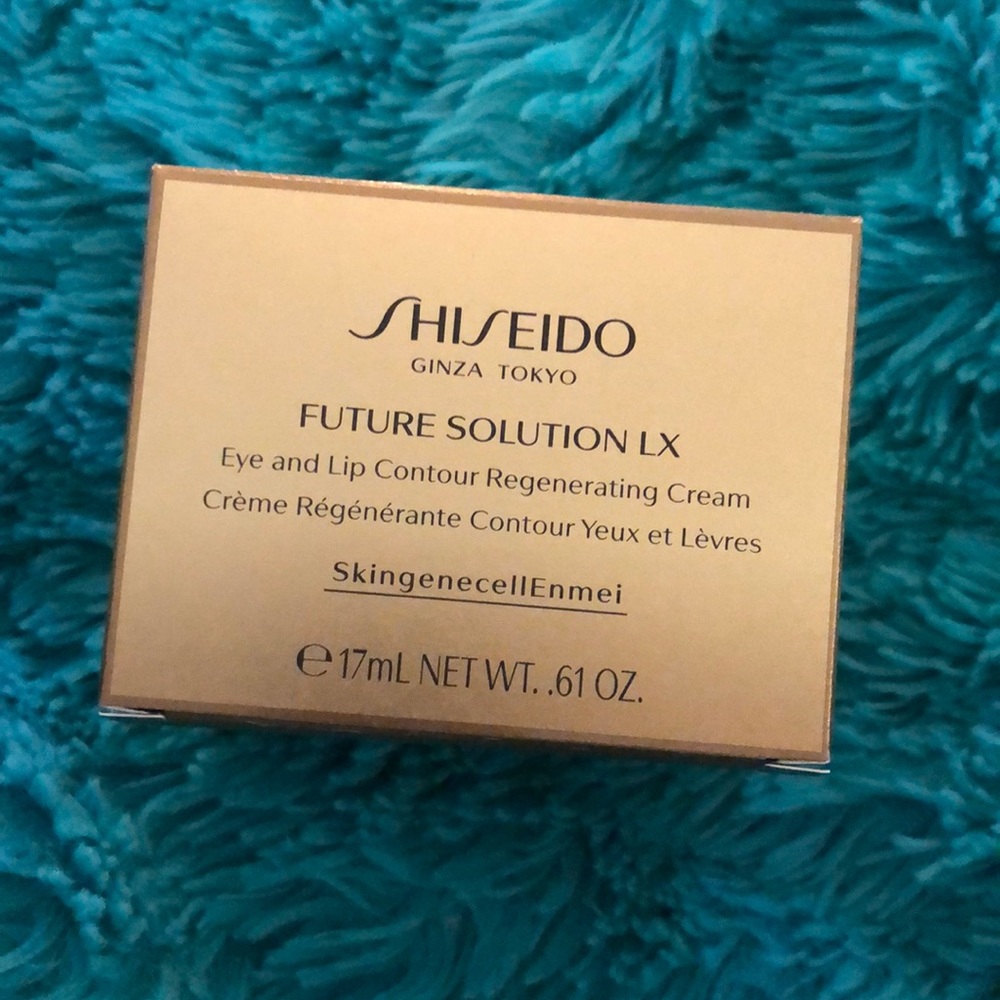 SHISEIDO
GINZA TOKYO
FUTURE SOLUTION LX
Eye and Lip Contour Regenerating Cream
Crème Régénérante Contour Yeux et Lèvres
SkingenecellEnmei
℮17mL NET WT. .61 OZ.